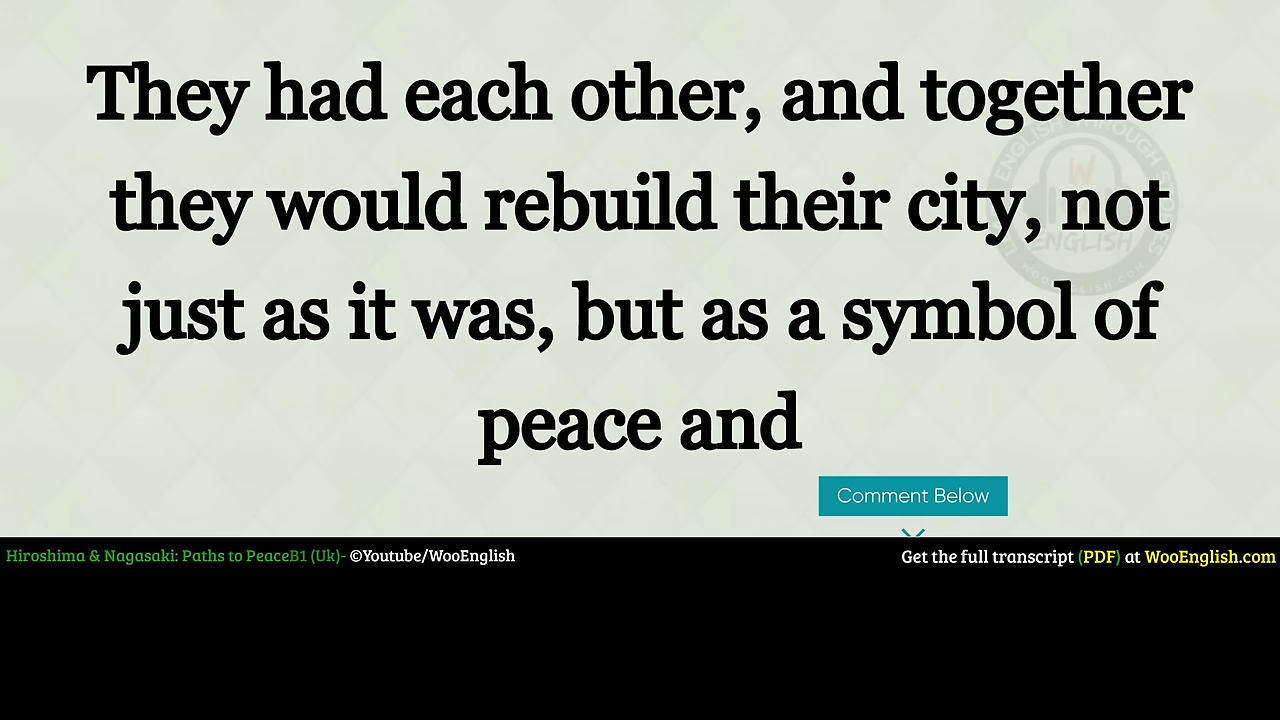 They had each other, and together
they would rebuild their city, not
just as it was, but as a symbol of
peace and
Comment Below
Hiroshima & Nagasaki: Paths to PeaceB1 (Uk)- ©Youtube/WooEnglish
Get the full transcript (PDF) at WooEnglish.com